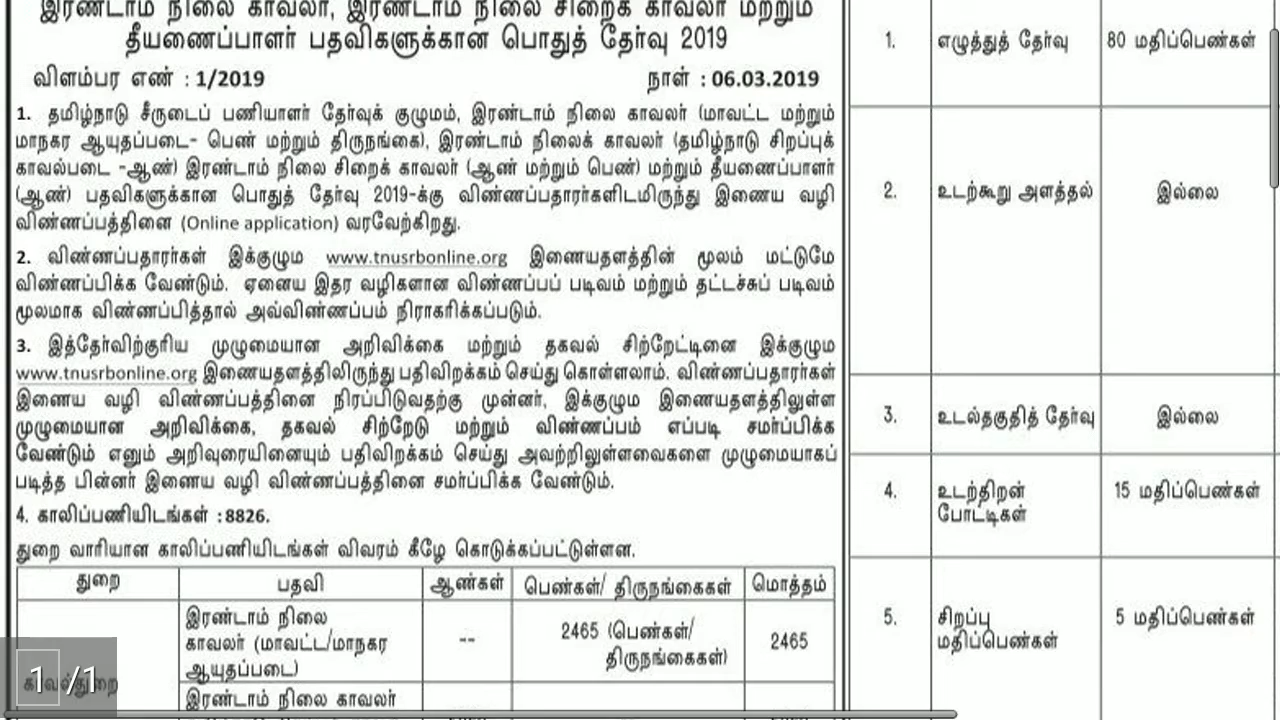 இரண்டாம் நிலை காவலர், இரண்டாம் நிலை சிறைக் காவலர் மற்றும்
தீயணைப்பாளர் பதவிகளுக்கான பொதுத் தேர்வு 2019
விளம்பர எண் : 1/2019 நாள் : 06.03.2019
1. தமிழ்நாடு சீருடைப் பணியாளர் தேர்வுக் குழுமம், இரண்டாம் நிலை காவலர் (மாவட்ட மற்றும்
மாநகர ஆயுதப்படை- பெண் மற்றும் திருநங்கை), இரண்டாம் நிலைக் காவலர் (தமிழ்நாடு சிறப்புக்
காவல்படை -ஆண்) இரண்டாம் நிலை சிறைக் காவலர் (ஆண் மற்றும் பெண்) மற்றும் தீயணைப்பாளர்
(ஆண்) பதவிகளுக்கான பொதுத் தேர்வு 2019-க்கு விண்ணப்பதாரர்களிடமிருந்து இணைய வழி
விண்ணப்பத்தினை (Online application) வரவேற்கிறது.
2. விண்ணப்பதாரர்கள் இக்குழும www.tnusrbonline.org இணையதளத்தின் மூலம் மட்டுமே
விண்ணப்பிக்க வேண்டும். ஏனைய இதர வழிகளான விண்ணப்பப் படிவம் மற்றும் தட்டச்சுப் படிவம்
மூலமாக விண்ணப்பித்தால் அவ்விண்ணப்பம் நிராகரிக்கப்படும்.
3. இத்தேர்விற்குரிய முழுமையான அறிவிக்கை மற்றும் தகவல் சிற்றேட்டினை இக்குழும
www.tnusrbonline.org இணையதளத்திலிருந்து பதிவிறக்கம் செய்து கொள்ளலாம். விண்ணப்பதாரர்கள்
இணைய வழி விண்ணப்பத்தினை நிரப்பிடுவதற்கு முன்னர், இக்குழும இணையதளத்திலுள்ள
முழுமையான அறிவிக்கை, தகவல் சிற்றேடு மற்றும் விண்ணப்பம் எப்படி சமர்ப்பிக்க
வேண்டும் எனும் அறிவுரையினையும் பதிவிறக்கம் செய்து அவற்றிலுள்ளவைகளை முழுமையாகப்
படித்த பின்னர் இணைய வழி விண்ணப்பத்தினை சமர்ப்பிக்க வேண்டும்.
4. காலிப்பணியிடங்கள் :8826.
துறை வாரியான காலிப்பணியிடங்கள் விவரம் கீழே கொடுக்கப்பட்டுள்ளன.
துறை பதவி ஆண்கள் பெண்கள்/ திருநங்கைகள் மொத்தம்
இரண்டாம் நிலை
காவலர் (மாவட்ட/மாநகர
ஆயுதப்படை)
-- 2465 (பெண்கள்/
திருநங்கைகள்)
2465
காவல்துறை
இரண்டாம் நிலை காவலர்
1. எழுத்துத் தேர்வு 80 மதிப்பெண்கள்
2. உடற்கூறு அளத்தல் இல்லை
3. உடல்தகுதித் தேர்வு இல்லை
4. உடற்திறன்
போட்டிகள்
15 மதிப்பெண்கள்
5. சிறப்பு
மதிப்பெண்கள்
5 மதிப்பெண்கள்
1 /1